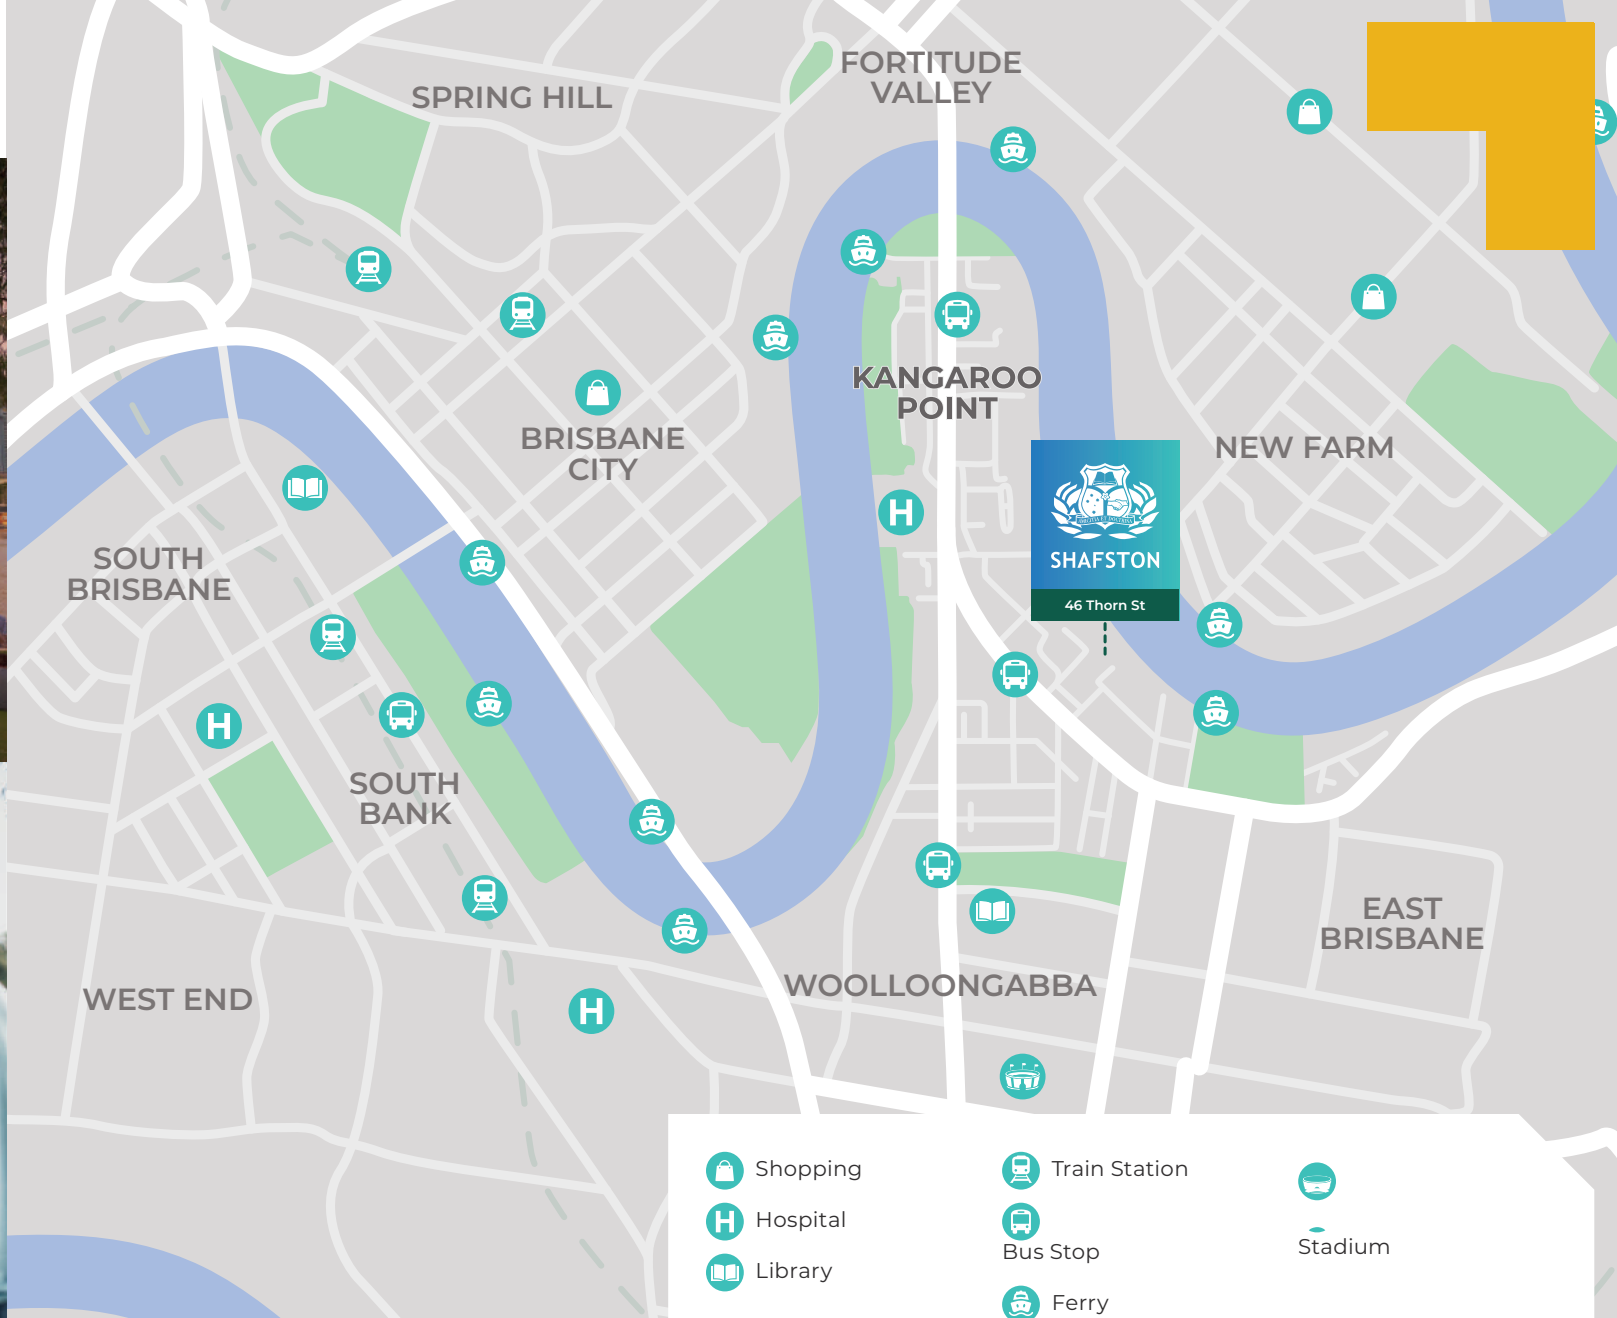 FORTITUDE
VALLEY
SPRING HILL
KANGAROO
POINT
BRISBANE
CITY
NEW FARM
H
SHAFSTON
46 Thorn St
SOUTH
BRISBANE
H
SOUTH
BANK
EAST
BRISBANE
WOOLLOONGABBA
WEST END
H
Shopping
H Hospital
Library
Train Station
Bus Stop
Ferry
Stadium